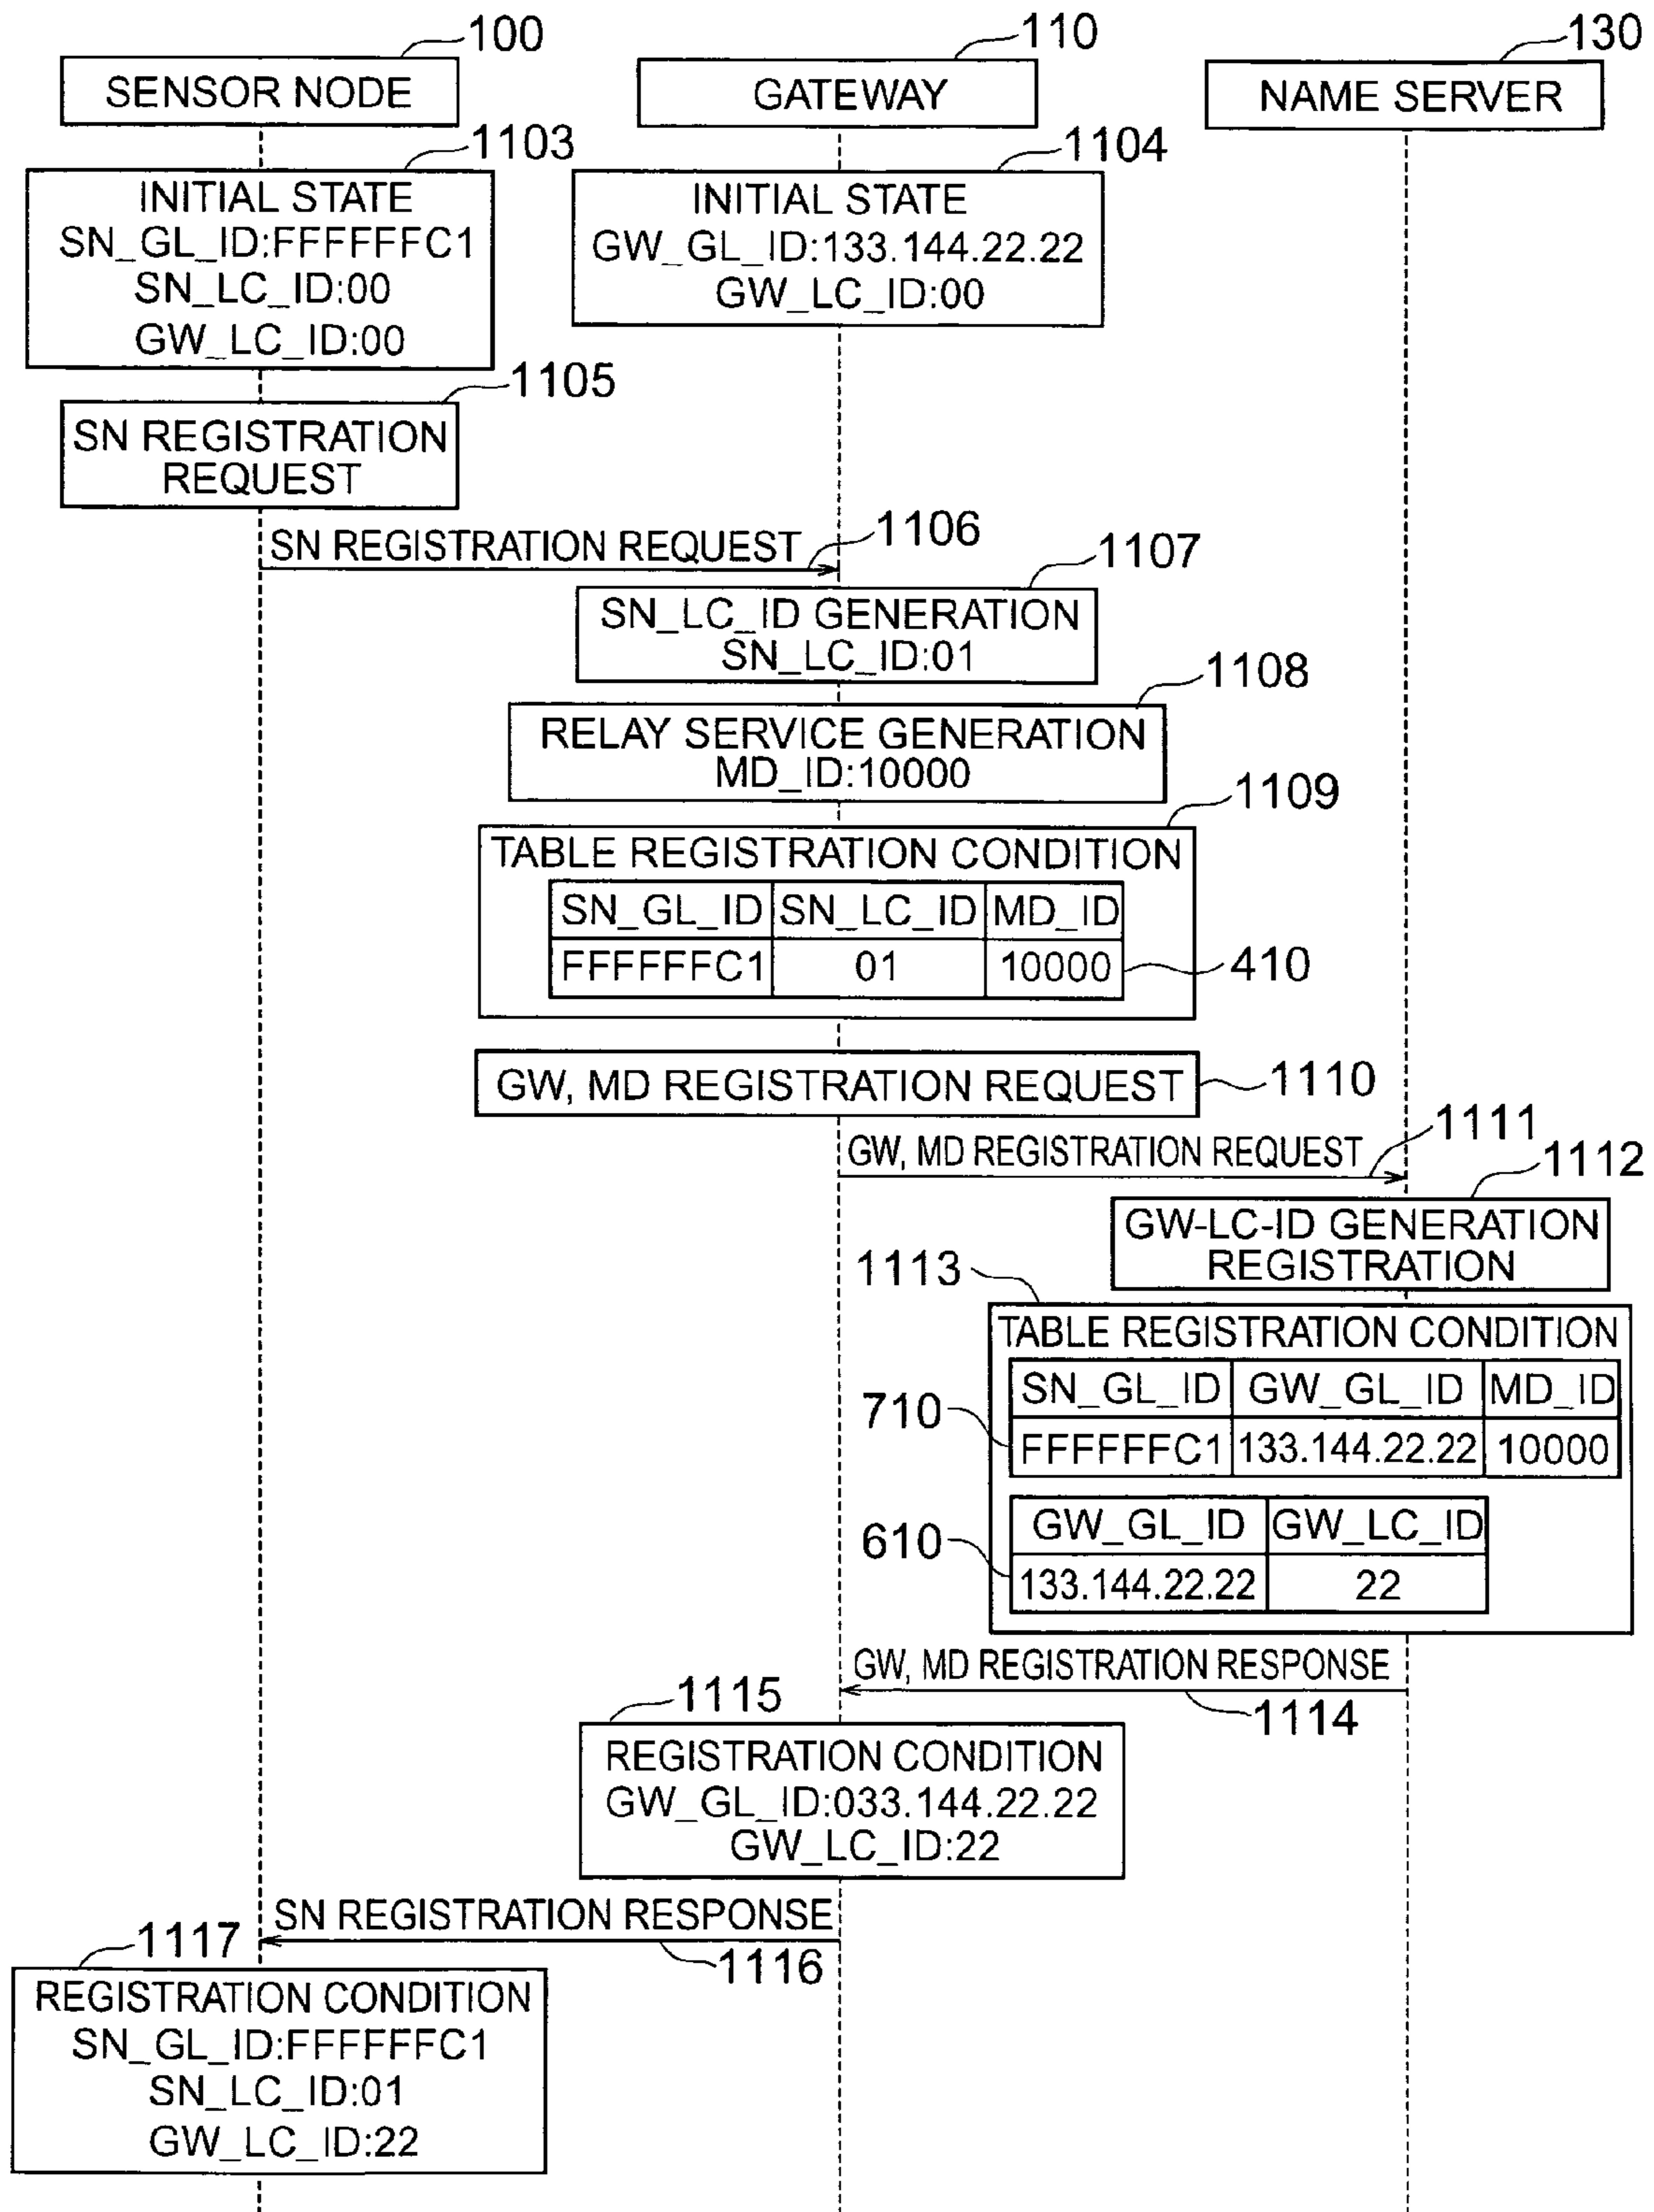 100
110
130
SENSOR NODE
GATEWAY
NAME SERVER
1103
1104
INITIAL STATE
SN_GL_ID:FFFFFFC1
SN_LC_ID:00
GW_LC_ID:00
INITIAL STATE
GW_GL_ID:133.144.22.22
GW_LC_ID:00
1105
SN REGISTRATION
REQUEST
SN REGISTRATION REQUEST
1106
1107
SN_LC_ID GENERATION
SN_LC_ID:01
1108
RELAY SERVICE GENERATION
MD_ID:10000
1109
TABLE REGISTRATION CONDITION
SN_GL_ID SN_LC_ID MD_ID
FFFFFFC1 01 10000
410
GW, MD REGISTRATION REQUEST
1110
GW, MD REGISTRATION REQUEST
1111
1112
GW-LC-ID GENERATION
REGISTRATION
1113
TABLE REGISTRATION CONDITION
SN_GL_ID GW_GL_ID MD_ID
710
FFFFFFC1 133.144.22.22 10000
GW_GL_ID GW_LC_ID
610
133.144.22.22 22
GW, MD REGISTRATION RESPONSE
1114
1115
REGISTRATION CONDITION
GW_GL_ID:033.144.22.22
GW_LC_ID:22
SN REGISTRATION RESPONSE
1116
1117
REGISTRATION CONDITION
SN_GL_ID:FFFFFFC1
SN_LC_ID:01
GW_LC_ID:22